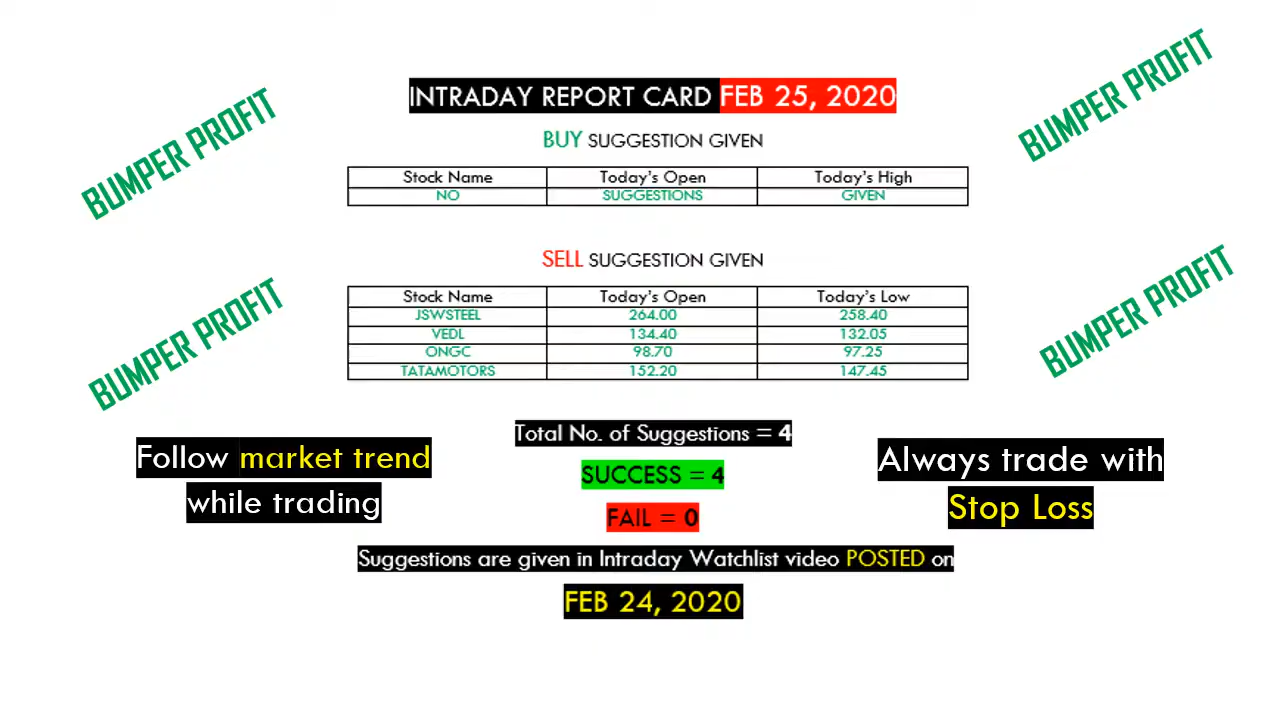 INTRADAY REPORT CARD FEB 25, 2020
BUMPER PROFIT
BUMPER PROFIT
BUY SUGGESTION GIVEN
Stock Name Today's Open Today's High
NO SUGGESTIONS GIVEN
SELL SUGGESTION GIVEN
Stock Name Today's Open Today's Low
JSWSTEEL 264.00 258.40
VEDL 134.40 132.05
ONGC 98.70 97.25
TATAMOTORS 152.20 147.45
BUMPER PROFIT
BUMPER PROFIT
Follow market trend
while trading
Total No. of Suggestions = 4
SUCCESS = 4
FAIL = 0
Always trade with
Stop Loss
Suggestions are given in Intraday Watchlist video POSTED on
FEB 24, 2020